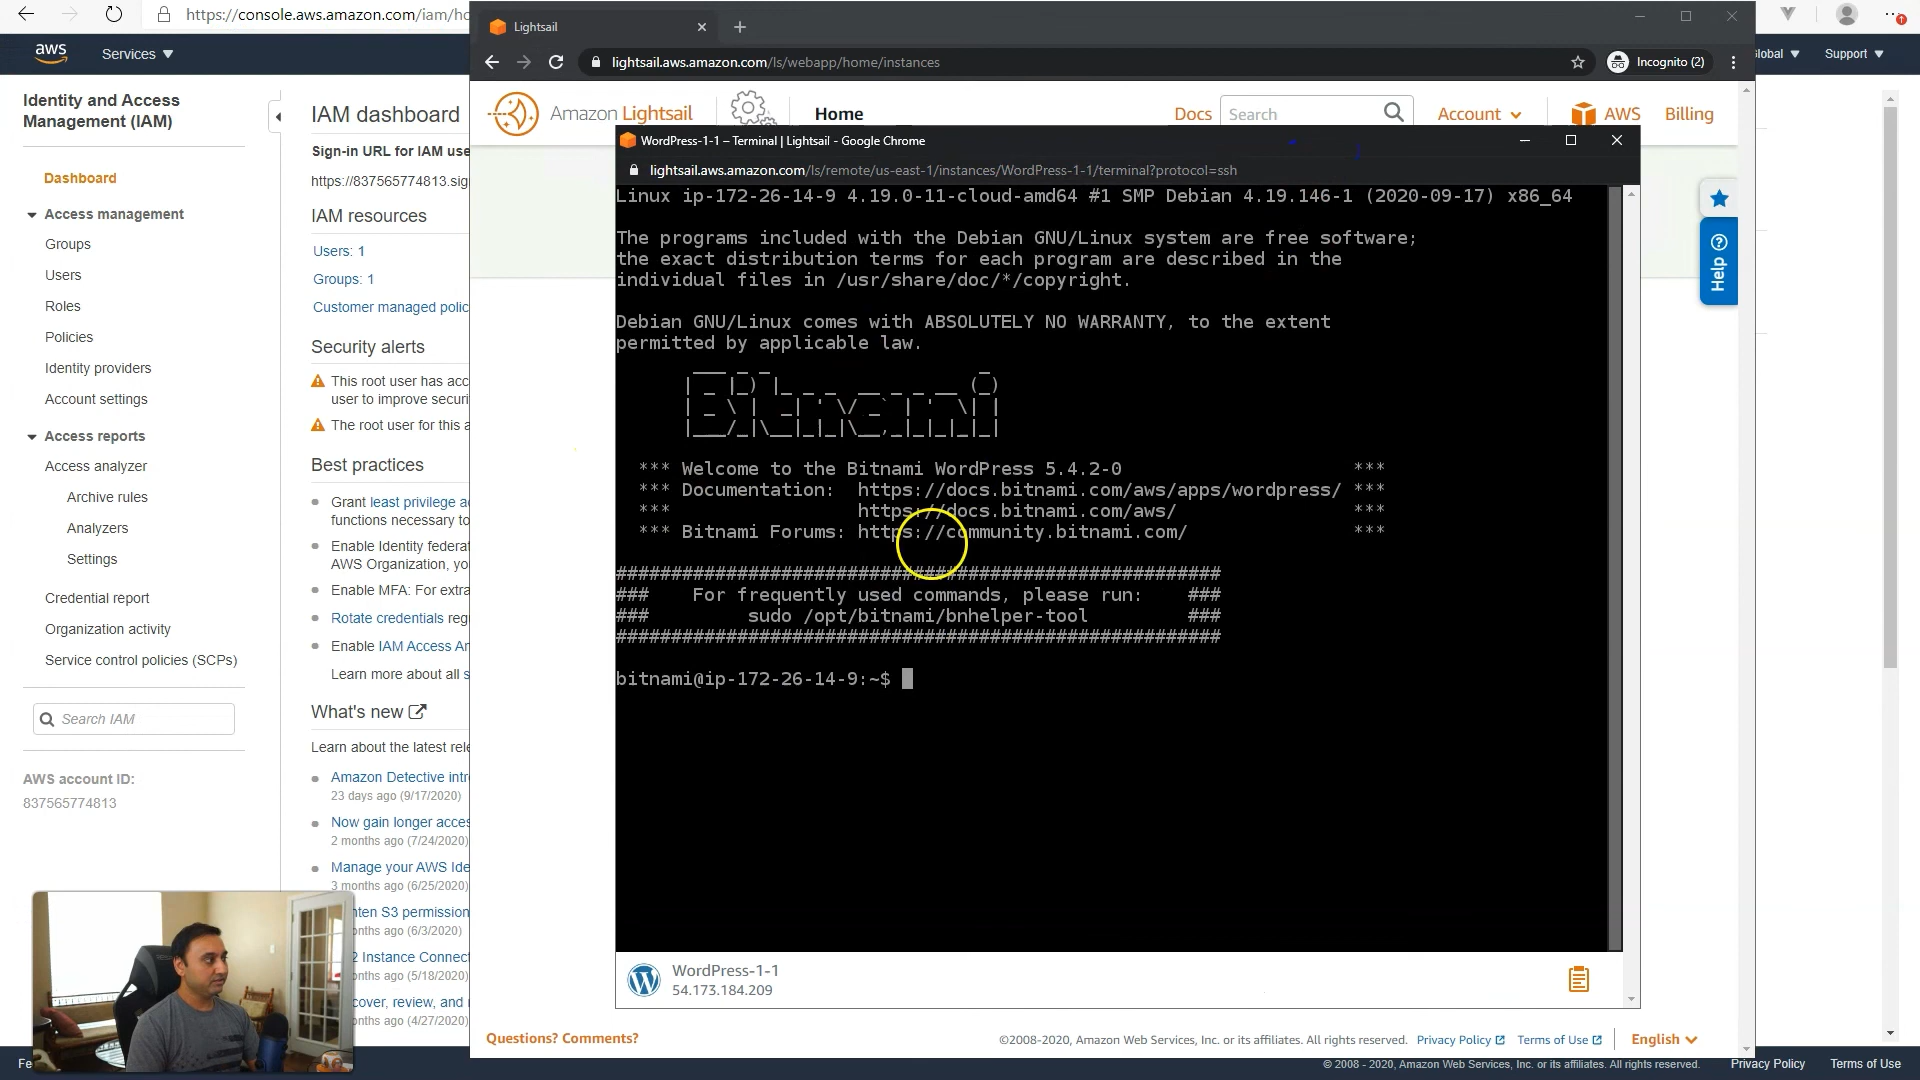 https://console.aws.amazon.com/iam/ho
aws
Services
Global
Support
Identity and Access
Management (IAM)
Dashboard
Access management
Groups
Users
Roles
Policies
Identity providers
Account settings
Access reports
Access analyzer
Archive rules
Analyzers
Settings
Credential report
Organization activity
Service control policies (SCPs)
Search IAM
AWS account ID:
837565774813
IAM dashboard
Sign-in URL for IAM use
https://837565774813.sig
IAM resources
Users: 1
Groups: 1
Customer managed polic
Security alerts
This root user has acc
user to improve securi
The root user for this a
Best practices
Grant least privilege a
functions necessary to
Enable Identity federat
AWS Organization, yo
Enable MFA: For extra
Rotate credentials reg
Enable IAM Access An
Learn more about all s
What's new
Learn about the latest rele
Amazon Detective intr
23 days ago (9/17/2020)
Now gain longer acces
2 months ago (7/24/2020)
Manage your AWS Ide
3 months ago (6/25/2020)
hten S3 permission
onths ago (6/3/2020)
2 Instance Connect
onths ago (5/18/2020)
cover, review, and
onths ago (4/27/2020)
Fe
Lightsail
lightsail.aws.amazon.com/ls/webapp/home/instances
Incognito (2)
Amazon Lightsail
Home
Docs
Search
Account
AWS
Billing
Help
WordPress-1-1 – Terminal | Lightsail - Google Chrome
lightsail.aws.amazon.com/ls/remote/us-east-1/instances/WordPress-1-1/terminal?protocol=ssh
Linux ip-172-26-14-9 4.19.0-11-cloud-amd64 #1 SMP Debian 4.19.146-1 (2020-09-17) x86_64
The programs included with the Debian GNU/Linux system are free software;
the exact distribution terms for each program are described in the
individual files in /usr/share/doc/*/copyright.
Debian GNU/Linux comes with ABSOLUTELY NO WARRANTY, to the extent
permitted by applicable law.
Bitnami
*** Welcome to the Bitnami WordPress 5.4.2-0 ***
*** Documentation: https://docs.bitnami.com/aws/apps/wordpress/ ***
*** https://docs.bitnami.com/aws/ ***
*** Bitnami Forums: https://community.bitnami.com/ ***
#######################################################
### For frequently used commands, please run: ###
### sudo /opt/bitnami/bnhelper-tool ###
#######################################################
bitnami@ip-172-26-14-9:~$
WordPress-1-1
54.173.184.209
Questions? Comments?
©2008-2020, Amazon Web Services, Inc. or its affiliates. All rights reserved.
Privacy Policy
Terms of Use
English
© 2008 - 2020, Amazon Web Services, Inc. or its affiliates. All rights reserved.
Privacy Policy
Terms of Use